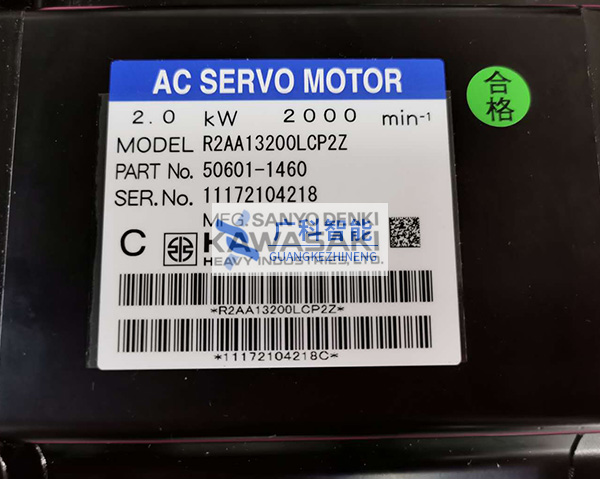 AC SERVO MOTOR
2.0 kW 2000 min-1
MODEL R2AA13200LCP2Z
PART No. 50601-1460
SER.No. 11172104218
MFG. SANYO DENKI
C KAWASAKI
HEAVY INDUSTRIES, LTD.
广科智能
GUANGKEZHINENG
*R2AA13200LCP2Z*
*11172104218C*
合格